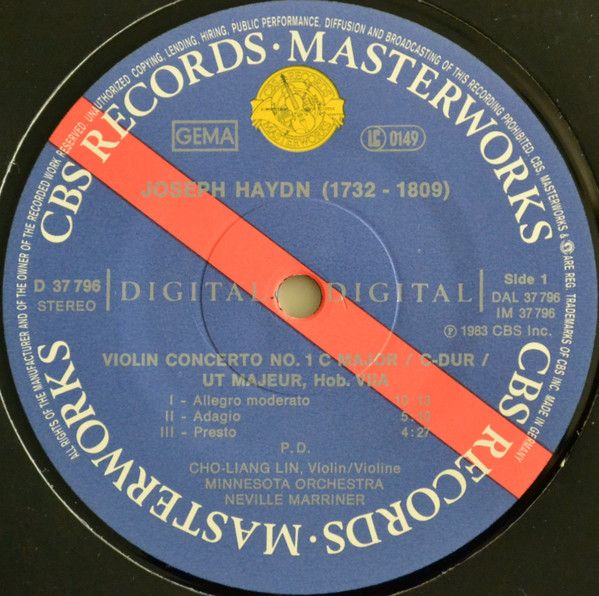 ALL RIGHTS OF THE MANUFACTURER AND OF THE OWNER OF THE RECORDED WORK RESERVED. UNAUTHORIZED COPYING, LENDING, HIRING, PUBLIC PERFORMANCE, DIFFUSION AND BROADCASTING OF THIS RECORDING PROHIBITED. CBS, MASTERWORKS & ARE REG. TRADEMARKS OF CBS INC. MADE IN GERMANY
CBS RECORDS · MASTERWORKS
CBS RECORDS · MASTERWORKS
MASTERWORKS
GEMA
LC 0149
JOSEPH HAYDN (1732 - 1809)
D 37796
STEREO
DIGITAL DIGITAL
Side 1
DAL 37796
IM 37796
Ⓟ 1983 CBS Inc.
VIOLIN CONCERTO NO. 1 C MAJOR / C-DUR /
UT MAJEUR, Hob. VIIA
I - Allegro moderato 10:13
II - Adagio
III - Presto 4:27
P.D.
CHO-LIANG LIN, Violin/Violine
MINNESOTA ORCHESTRA
NEVILLE MARRINER